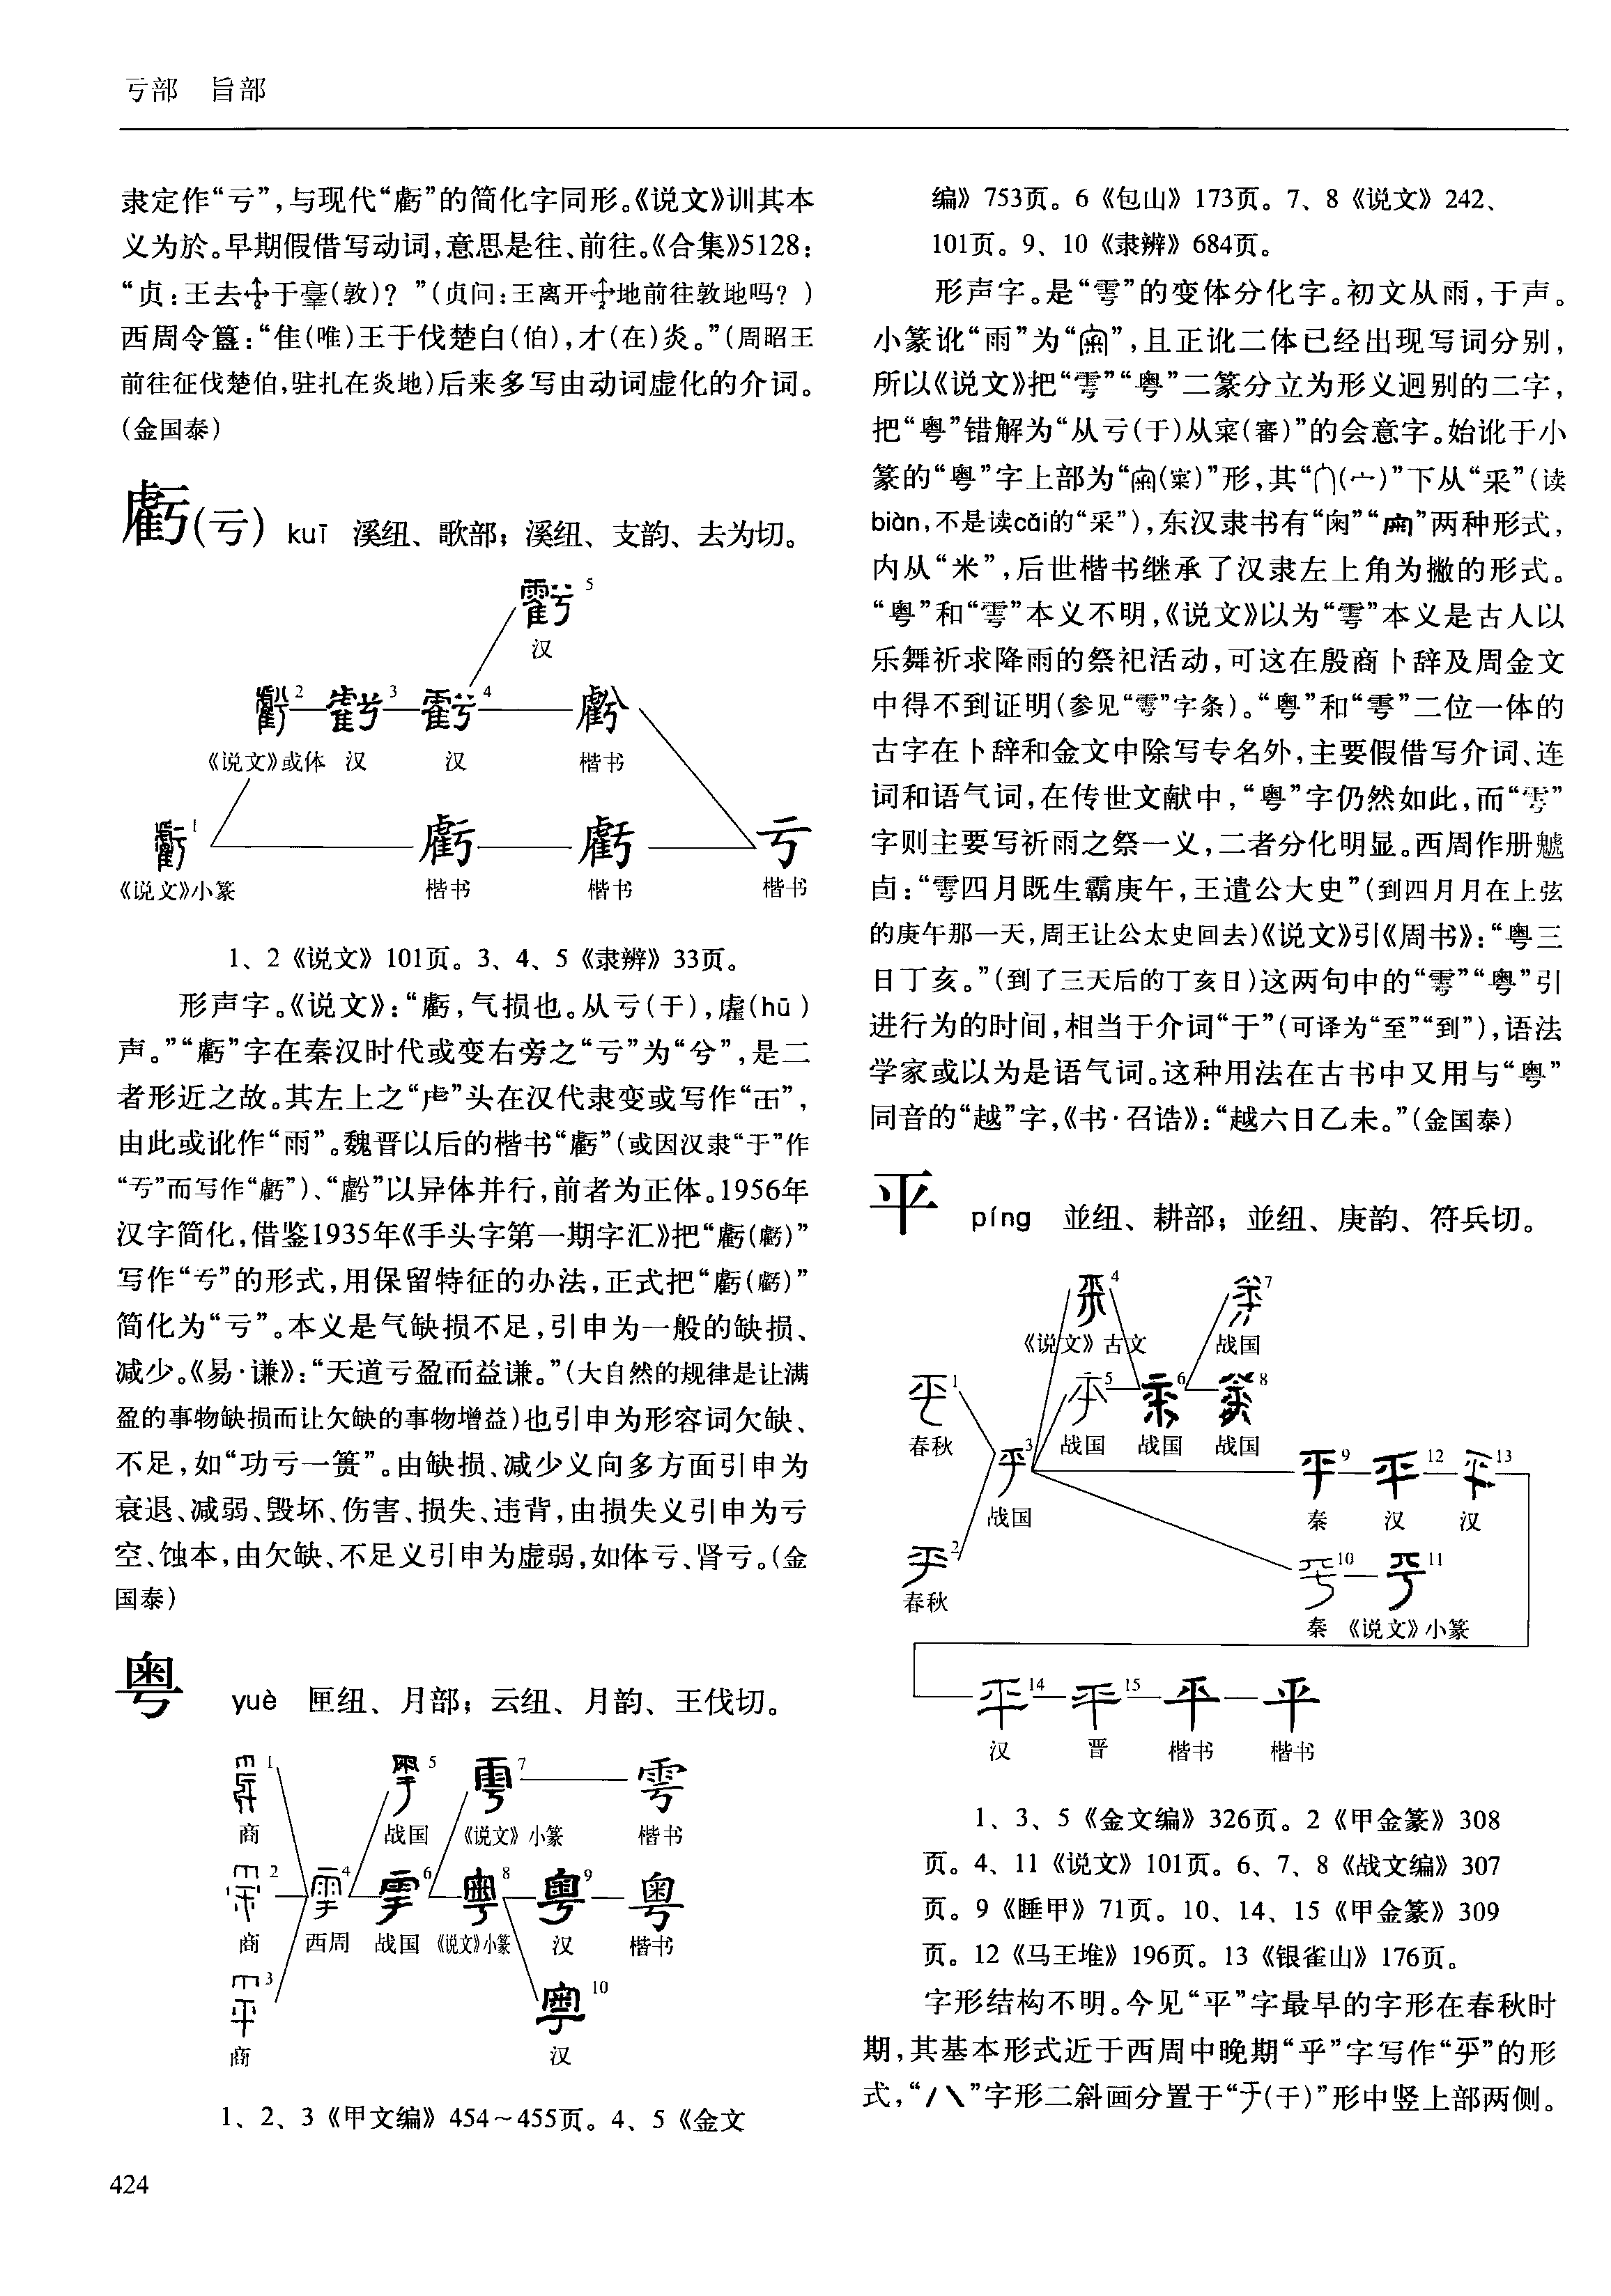 亏部　旨部
隶定作“亏”，与现代“虧”的简化字同形。《说文》训其本
义为於。早期假借写动词，意思是往、前往。《合集》5128：
“贞：王去于𦎫(敦)？”(贞问：王离开地前往敦地吗？)
西周令簋：“隹(唯)王于伐楚白(伯)，才(在)炎。”(周昭王
前往征伐楚伯，驻扎在炎地)后来多写由动词虚化的介词。
(金国泰)
虧(亏) kuī　溪纽、歌部；溪纽、支韵、去为切。
5
汉
2 3 4
《说文》或体 汉 汉 楷书
1 虧 虧 亏
《说文》小篆 楷书 楷书 楷书
1、2《说文》101页。3、4、5《隶辨》33页。
形声字。《说文》：“虧，气损也。从亏(于)，雐(hū)
声。”“虧”字在秦汉时代或变右旁之“亏”为“兮”，是二
者形近之故。其左上之“虍”头在汉代隶变或写作“”，
由此或讹作“雨”。魏晋以后的楷书“虧”(或因汉隶“于”作
“”而写作“”)、“”以异体并行，前者为正体。1956年
汉字简化，借鉴1935年《手头字第一期字汇》把“虧()”
写作“”的形式，用保留特征的办法，正式把“虧()”
简化为“亏”。本义是气缺损不足，引申为一般的缺损、
减少。《易·谦》：“天道亏盈而益谦。”(大自然的规律是让满
盈的事物缺损而让欠缺的事物增益)也引申为形容词欠缺、
不足，如“功亏一篑”。由缺损、减少义向多方面引申为
衰退、减弱、毁坏、伤害、损失、违背，由损失义引申为亏
空、蚀本，由欠缺、不足义引申为虚弱，如体亏、肾亏。(金
国泰)
粤 yuè　匣纽、月部；云纽、月韵、王伐切。
1 5 7 雩
商 战国 《说文》小篆 楷书
2 4 6 8 9 粤
商 西周 战国 《说文》小篆 汉 楷书
3 10
商 汉
1、2、3《甲文编》454～455页。4、5《金文
编》753页。6《包山》173页。7、8《说文》242、
101页。9、10《隶辨》684页。
形声字。是“雩”的变体分化字。初文从雨，于声。
小篆讹“雨”为“”，且正讹二体已经出现写词分别，
所以《说文》把“雩”“粤”二篆分立为形义迥别的二字，
把“粤”错解为“从亏(于)从寀(審)”的会意字。始讹于小
篆的“粤”字上部为“(寀)”形，其“(宀)”下从“釆”(读
biàn，不是读cǎi的“采”)，东汉隶书有“”“”两种形式，
内从“米”，后世楷书继承了汉隶左上角为撇的形式。
“粤”和“雩”本义不明，《说文》以为“雩”本义是古人以
乐舞祈求降雨的祭祀活动，可这在殷商卜辞及周金文
中得不到证明(参见“雩”字条)。“粤”和“雩”二位一体的
古字在卜辞和金文中除写专名外，主要假借写介词、连
词和语气词，在传世文献中，“粤”字仍然如此，而“雩”
字则主要写祈雨之祭一义，二者分化明显。西周作册䰧
卣：“雩四月既生霸庚午，王遣公大史”(到四月月在上弦
的庚午那一天，周王让公太史回去)《说文》引《周书》：“粤三
日丁亥。”(到了三天后的丁亥日)这两句中的“雩”“粤”引
进行为的时间，相当于介词“于”(可译为“至”“到”)，语法
学家或以为是语气词。这种用法在古书中又用与“粤”
同音的“越”字，《书·召诰》：“越六日乙未。”(金国泰)
平 píng　並纽、耕部；並纽、庚韵、符兵切。
4 7
《说文》古文 战国
1 5 6 8
春秋 战国 战国 战国
3 9 12 13
战国 秦 汉 汉
2 10 11
春秋 秦 《说文》小篆
14 15 平 平
汉 晋 楷书 楷书
1、3、5《金文编》326页。2《甲金篆》308
页。4、11《说文》101页。6、7、8《战文编》307
页。9《睡甲》71页。10、14、15《甲金篆》309
页。12《马王堆》196页。13《银雀山》176页。
字形结构不明。今见“平”字最早的字形在春秋时
期，其基本形式近于西周中晚期“乎”字写作“”的形
式，“八”字形二斜画分置于“(于)”形中竖上部两侧。
424